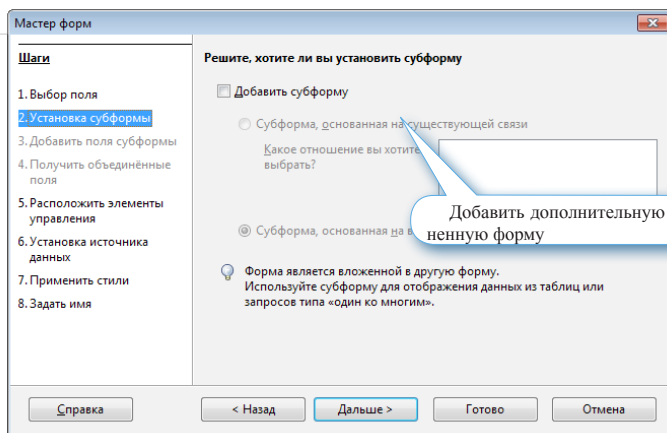 Мастер форм
Шаги
1. Выбор поля
2. Установка субформы
3. Добавить поля субформы
4. Получить объединённые
поля
5. Расположить элементы
управления
6. Установка источника
данных
7. Применить стили
8. Задать имя
Решите, хотите ли вы установить субформу
Добавить субформу
Субформа, основанная на существующей связи
Какое отношение вы хотите
выбрать?
Субформа, основанная на
Добавить дополнительную
ненную форму
Форма является вложенной в другую форму.
Используйте субформу для отображения данных из таблиц или
запросов типа «один ко многим».
Справка
< Назад
Дальше >
Готово
Отмена